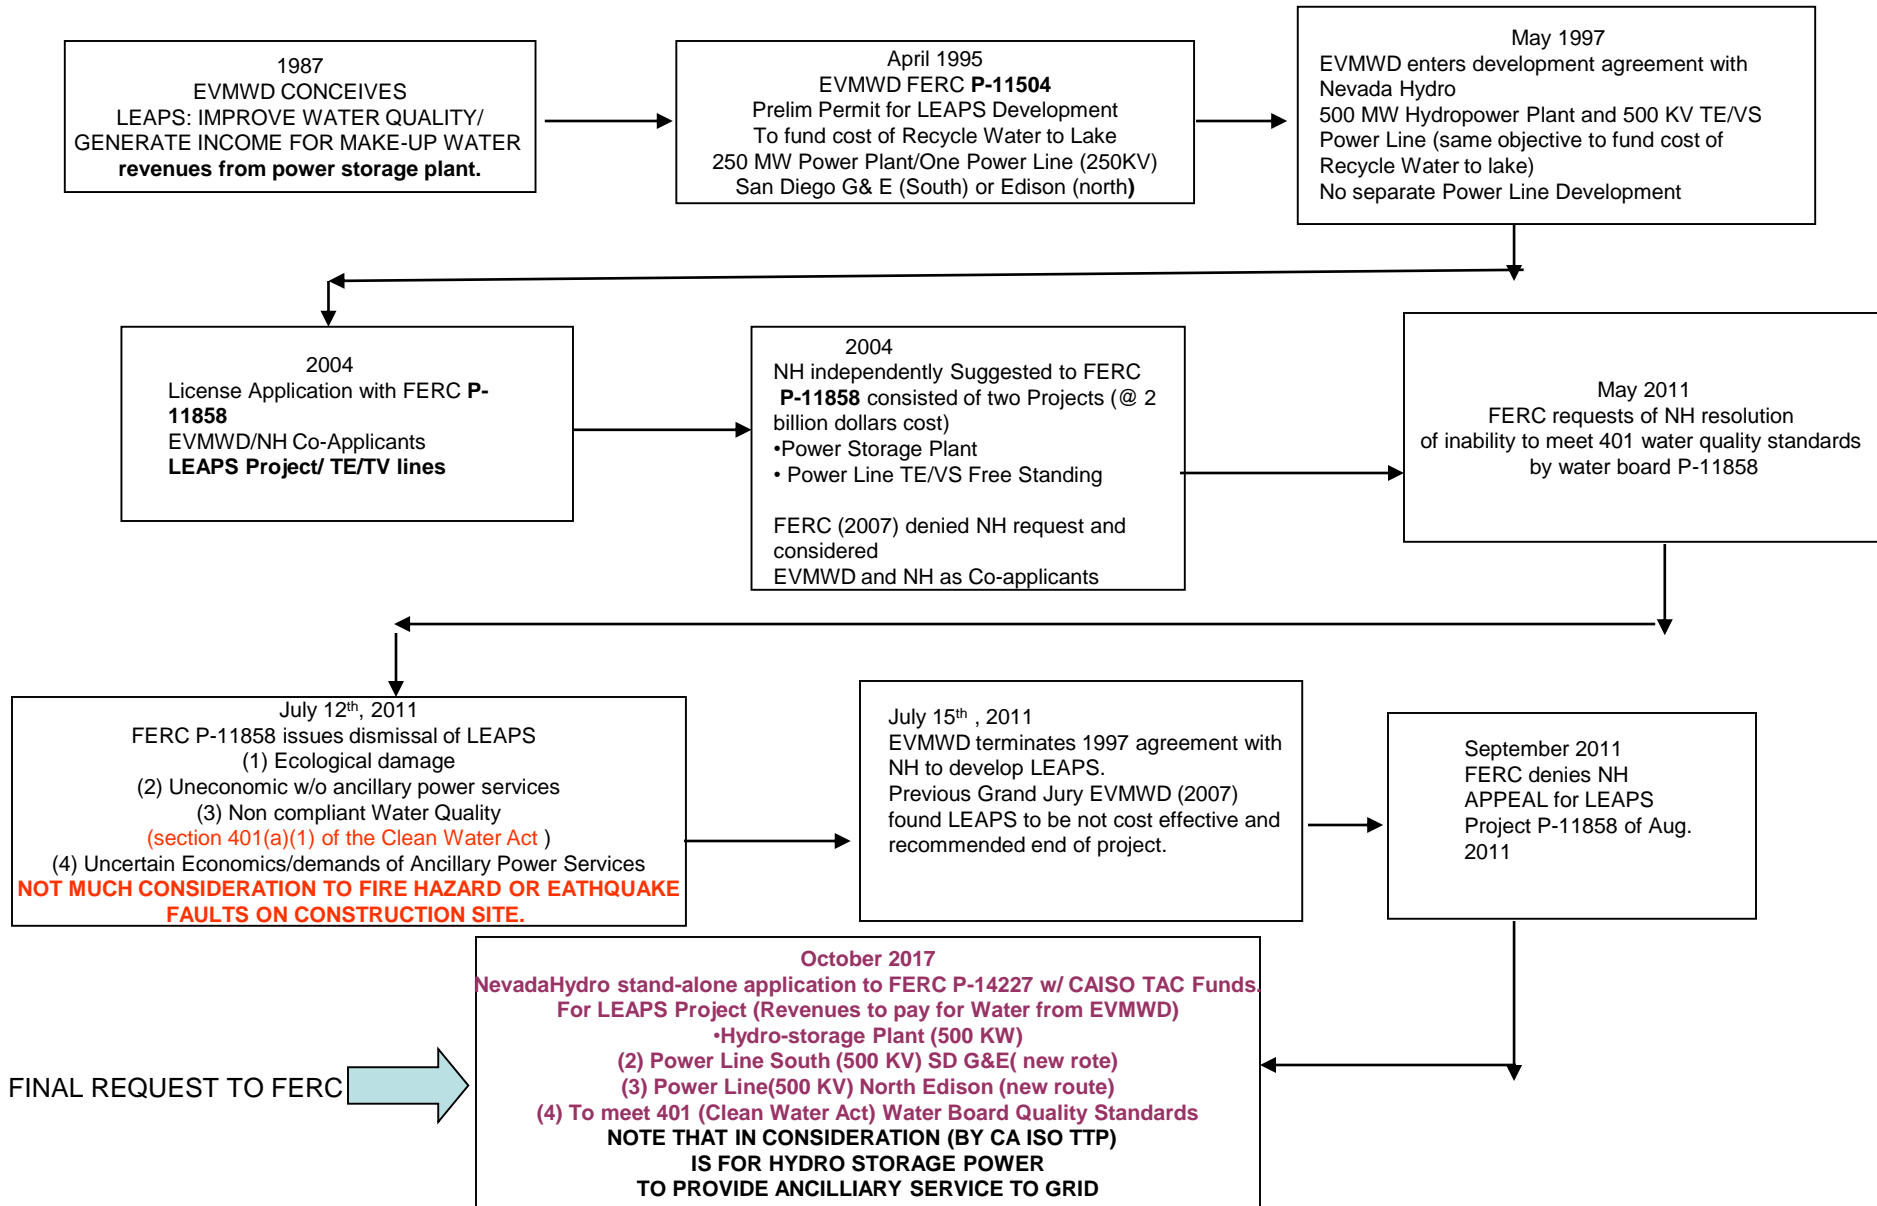 1987
EVMWD CONCEIVES
LEAPS: IMPROVE WATER QUALITY/
GENERATE INCOME FOR MAKE-UP WATER
revenues from power storage plant.
April 1995
EVMWD FERC P-11504
Prelim Permit for LEAPS Development
To fund cost of Recycle Water to Lake
250 MW Power Plant/One Power Line (250KV)
San Diego G& E (South) or Edison (north)
May 1997
EVMWD enters development agreement with
Nevada Hydro
500 MW Hydropower Plant and 500 KV TE/VS
Power Line (same objective to fund cost of
Recycle Water to lake)
No separate Power Line Development
2004
License Application with FERC P-
11858
EVMWD/NH Co-Applicants
LEAPS Project/ TE/TV lines
2004
NH independently Suggested to FERC
P-11858 consisted of two Projects (@ 2
billion dollars cost)
•Power Storage Plant
• Power Line TE/VS Free Standing
FERC (2007) denied NH request and
considered
EVMWD and NH as Co-applicants
May 2011
FERC requests of NH resolution
of inability to meet 401 water quality standards
by water board P-11858
July 12th, 2011
FERC P-11858 issues dismissal of LEAPS
(1) Ecological damage
(2) Uneconomic w/o ancillary power services
(3) Non compliant Water Quality
(section 401(a)(1) of the Clean Water Act )
(4) Uncertain Economics/demands of Ancillary Power Services
NOT MUCH CONSIDERATION TO FIRE HAZARD OR EATHQUAKE
FAULTS ON CONSTRUCTION SITE.
July 15th , 2011
EVMWD terminates 1997 agreement with
NH to develop LEAPS.
Previous Grand Jury EVMWD (2007)
found LEAPS to be not cost effective and
recommended end of project.
September 2011
FERC denies NH
APPEAL for LEAPS
Project P-11858 of Aug.
2011
FINAL REQUEST TO FERC
October 2017
NevadaHydro stand-alone application to FERC P-14227 w/ CAISO TAC Funds.
For LEAPS Project (Revenues to pay for Water from EVMWD)
•Hydro-storage Plant (500 KW)
(2) Power Line South (500 KV) SD G&E( new rote)
(3) Power Line(500 KV) North Edison (new route)
(4) To meet 401 (Clean Water Act) Water Board Quality Standards
NOTE THAT IN CONSIDERATION (BY CA ISO TTP)
IS FOR HYDRO STORAGE POWER
TO PROVIDE ANCILLIARY SERVICE TO GRID